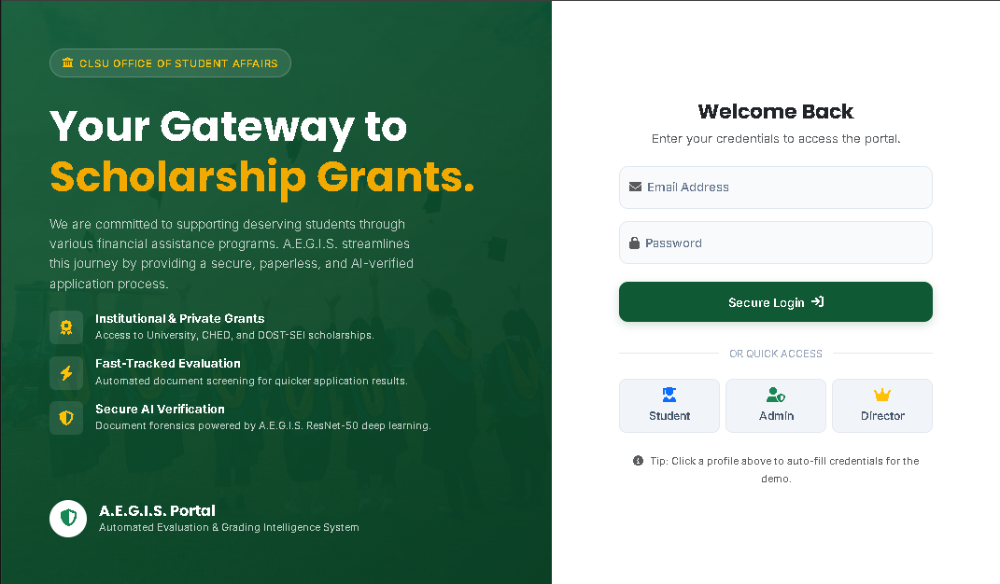 CLSU OFFICE OF STUDENT AFFAIRS
Your Gateway to
Scholarship Grants.
We are committed to supporting deserving students through
various financial assistance programs. A.E.G.I.S. streamlines
this journey by providing a secure, paperless, and AI-verified
application process.
Institutional & Private Grants
Access to University, CHED, and DOST-SEI scholarships.
Fast-Tracked Evaluation
Automated document screening for quicker application results.
Secure AI Verification
Document forensics powered by A.E.G.I.S. ResNet-50 deep learning.
A.E.G.I.S. Portal
Automated Evaluation & Grading Intelligence System
Welcome Back
Enter your credentials to access the portal.
Email Address
Password
Secure Login
OR QUICK ACCESS
Student
Admin
Director
Tip: Click a profile above to auto-fill credentials for the
demo.